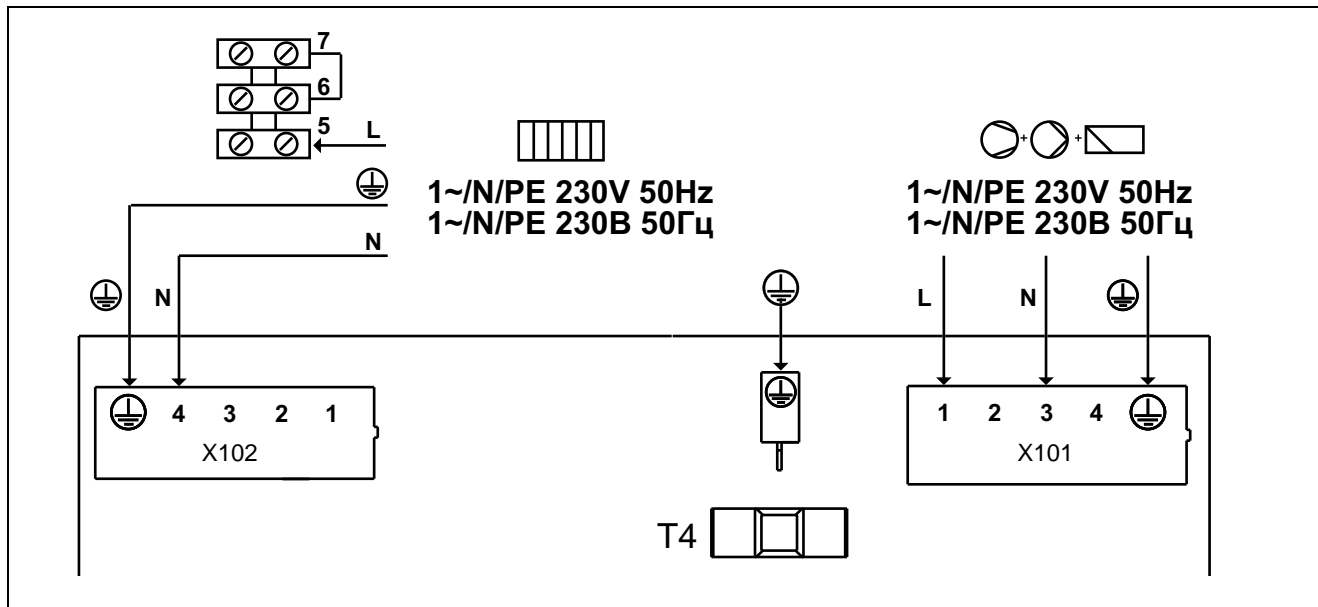 7
6
5
L
1~/N/PE 230V 50Hz
1~/N/PE 230В 50Гц
N
N
+ +
1~/N/PE 230V 50Hz
1~/N/PE 230В 50Гц
L N
4 3 2 1
X102
1 2 3 4
X101
T4